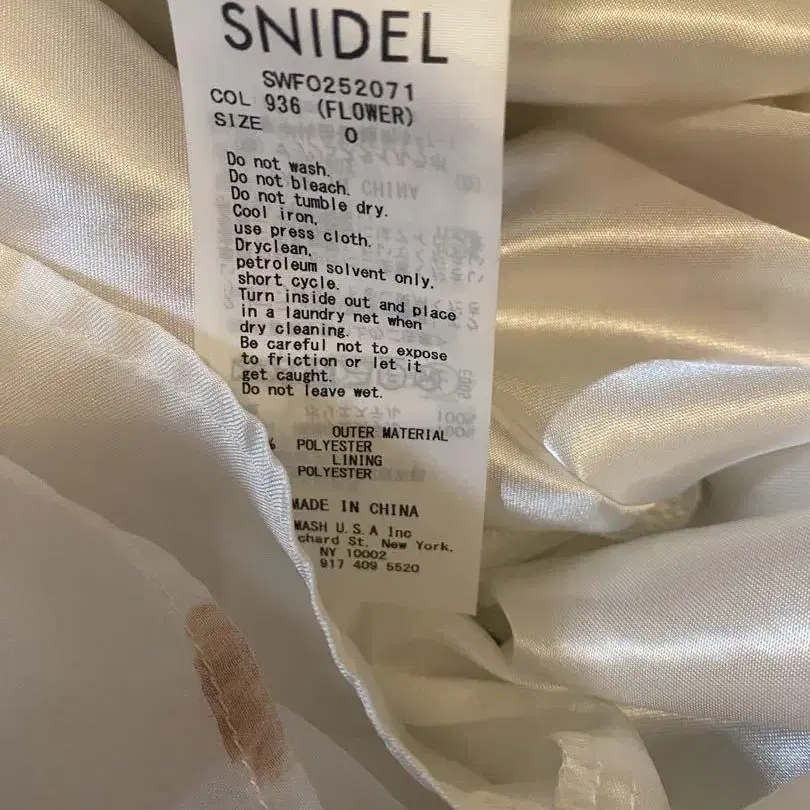 SNIDEL
SWFO252071
COL 936 (FLOWER)
SIZE 0
Do not wash.
Do not bleach.
Do not tumble dry.
Cool iron,
use press cloth.
Dryclean,
petroleum solvent only,
short cycle.
Turn inside out and place
in a laundry net when
dry cleaning.
Be careful not to expose
to friction or let it
get caught.
Do not leave wet.
OUTER MATERIAL
% POLYESTER
LINING
POLYESTER
MADE IN CHINA
MASH U.S.A Inc
chard St. New York,
NY 10002
917 409 5520